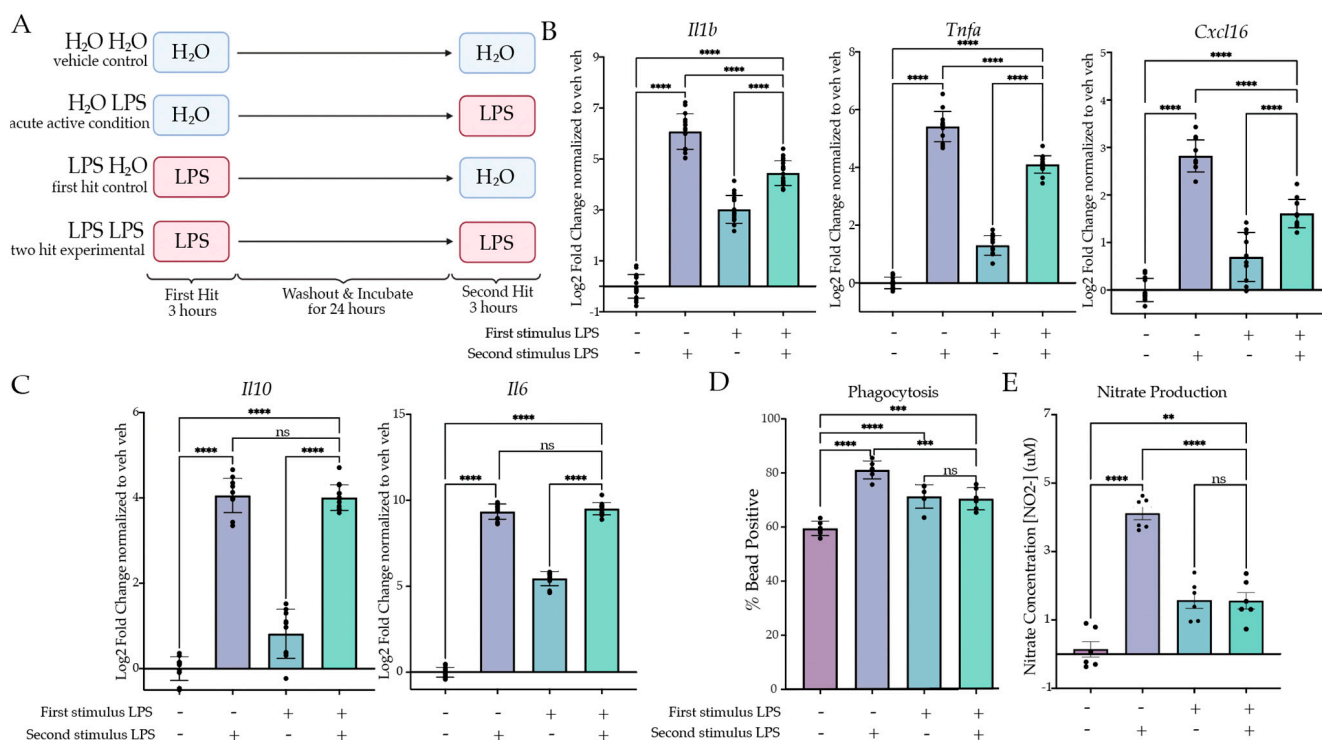 A
H₂O H₂O
vehicle control
H₂O
H₂O
H₂O LPS
acute active condition
H₂O
LPS
LPS H₂O
first hit control
LPS
H₂O
LPS LPS
two hit experimental
LPS
LPS
First Hit
3 hours
Washout & Incubate
for 24 hours
Second Hit
3 hours
B
Il1b
Log2 Fold Change normalized to veh veh
9
7
5
3
1
-1
**** **** **** **** ****
First stimulus LPS - - + +
Second stimulus LPS - + - +
Tnfa
Log2 Fold Change normalized to veh veh
8
6
4
2
0
**** **** **** ****
- - + +
- + - +
Cxcl16
Log2 Fold Change normalized to veh veh
5
4
3
2
1
0
**** **** **** ****
- - + +
- + - +
C
Il10
Log2 Fold Change normalized to veh veh
6
4
2
0
**** ns **** ****
First stimulus LPS - - + +
Second stimulus LPS - + - +
Il6
Log2 Fold Change normalized to veh veh
15
10
5
0
**** ns **** ****
- - + +
- + - +
D
Phagocytosis
% Bead Positive
100
80
60
40
20
0
*** **** **** *** ns
First stimulus LPS - - + +
Second stimulus LPS - + - +
E
Nitrate Production
Nitrate Concentration [NO2-] (uM)
7
5
3
1
-1
** **** **** ns
- - + +
- + - +